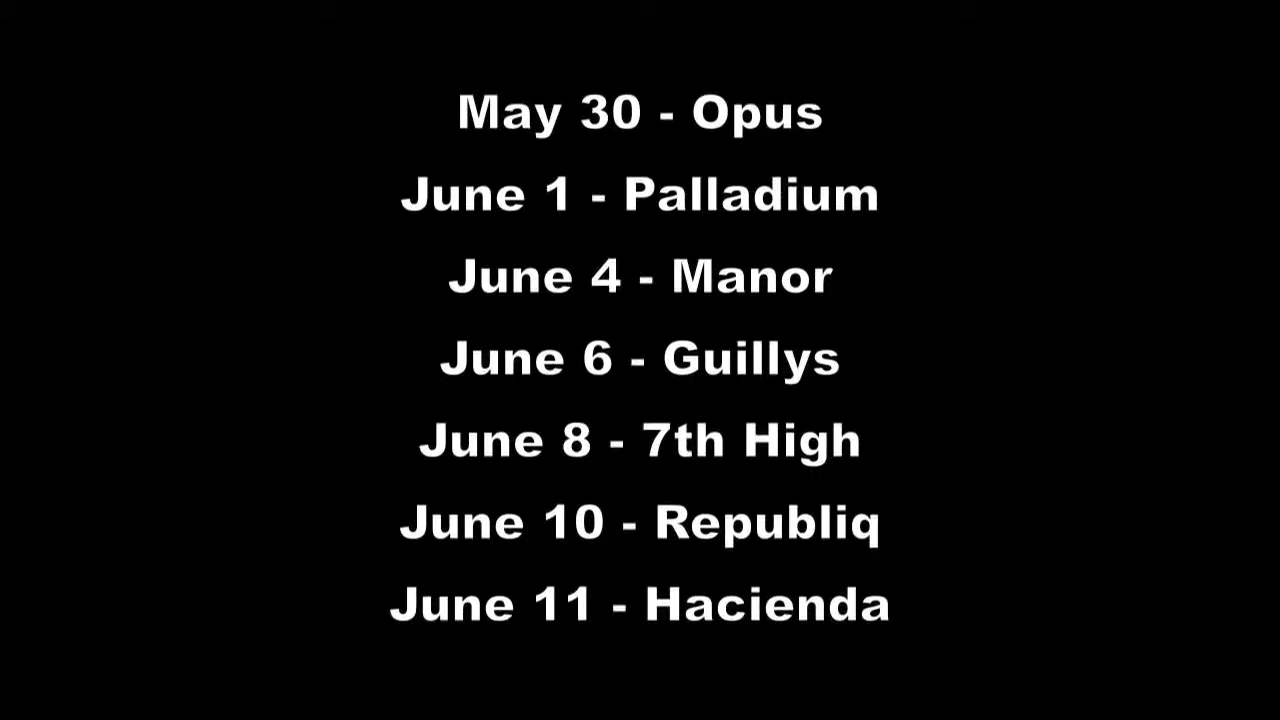 May 30 - Opus
June 1 - Palladium
June 4 - Manor
June 6 - Guillys
June 8 - 7th High
June 10 - Republiq
June 11 - Hacienda